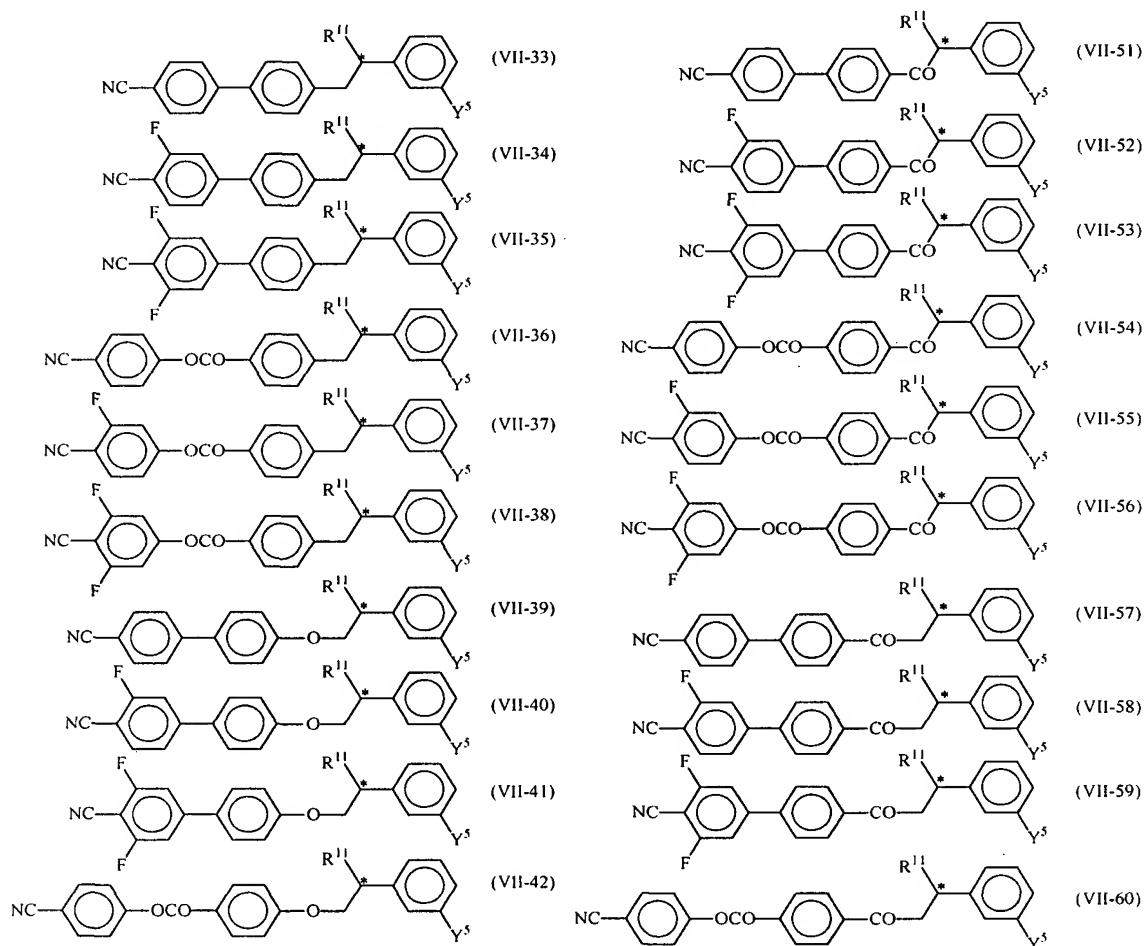 R¹¹
* (VII-33)
NC
Y⁵
F R¹¹
* (VII-34)
NC
Y⁵
F R¹¹
* (VII-35)
NC
Y⁵
F
R¹¹
* (VII-36)
NC OCO
Y⁵
F R¹¹
* (VII-37)
NC OCO
Y⁵
F R¹¹
* (VII-38)
NC OCO
Y⁵
F
R¹¹
* (VII-39)
NC O
Y⁵
F R¹¹
* (VII-40)
NC O
Y⁵
F R¹¹
* (VII-41)
NC O
Y⁵
F
R¹¹
* (VII-42)
NC OCO O
Y⁵
R¹¹
* (VII-51)
NC CO
Y⁵
F R¹¹
* (VII-52)
NC CO
Y⁵
F R¹¹
* (VII-53)
NC CO
Y⁵
F
R¹¹
* (VII-54)
NC OCO CO
Y⁵
F R¹¹
* (VII-55)
NC OCO CO
Y⁵
F R¹¹
* (VII-56)
NC OCO CO
Y⁵
F
R¹¹
* (VII-57)
NC CO
Y⁵
F R¹¹
* (VII-58)
NC CO
Y⁵
F R¹¹
* (VII-59)
NC CO
Y⁵
F
R¹¹
* (VII-60)
NC OCO CO
Y⁵